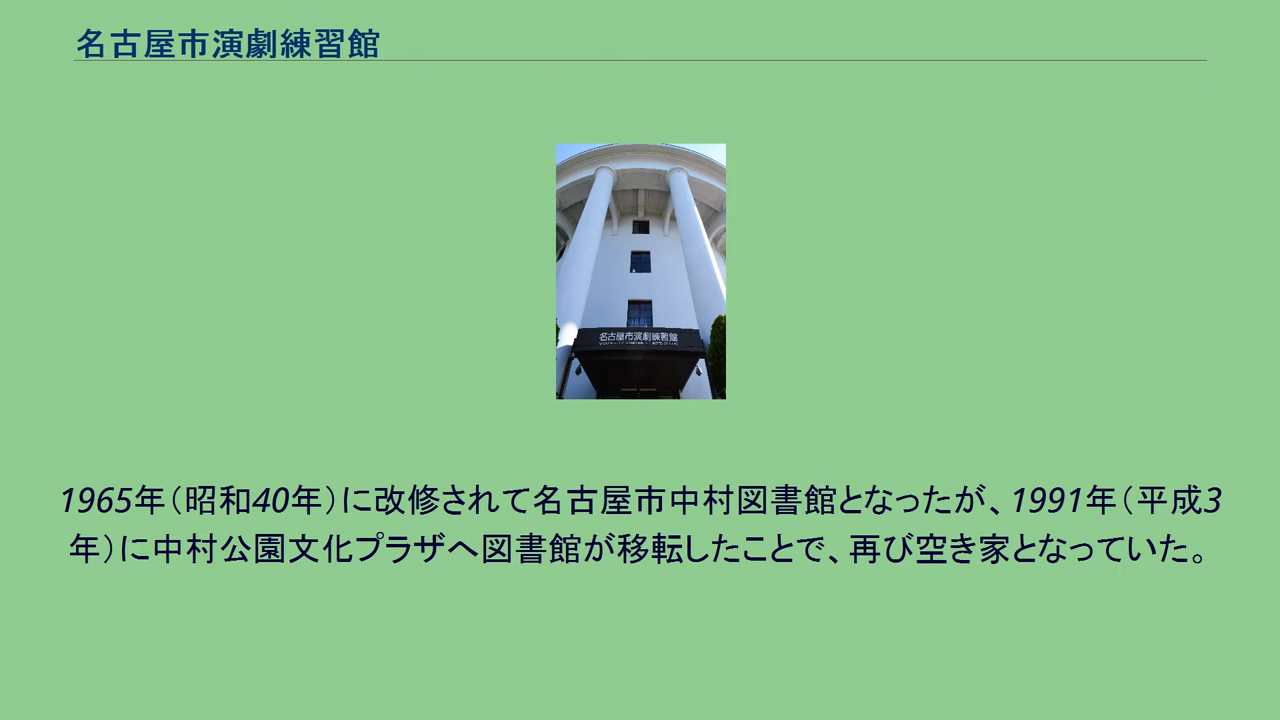 名古屋市演劇練習館
名古屋市演劇練習館
1965年（昭和40年）に改修されて名古屋市中村図書館となったが、1991年（平成3
年）に中村公園文化プラザへ図書館が移転したことで、再び空き家となっていた。